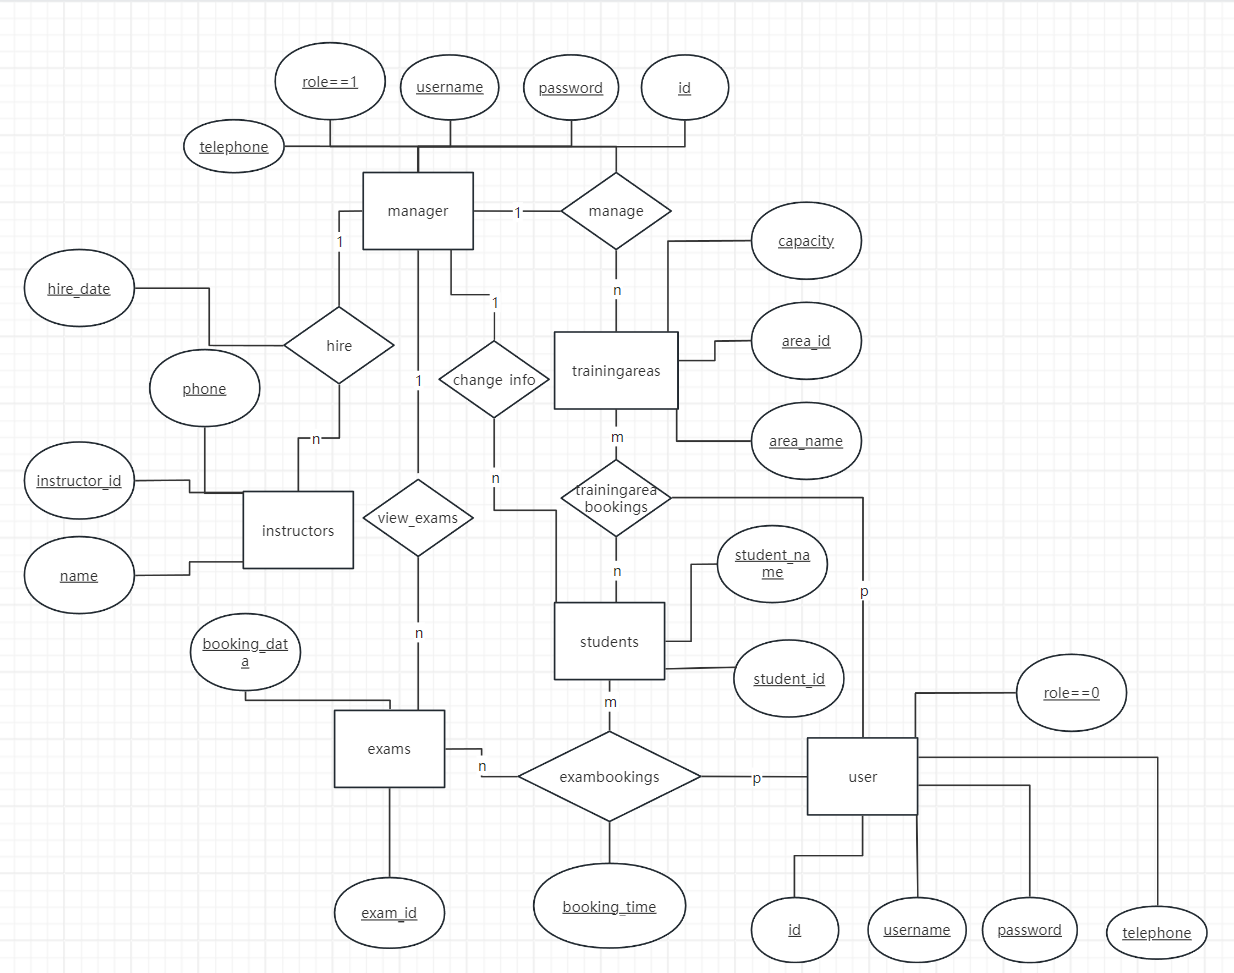 role==1
username
password
id
telephone
manager
1
manage
1
capacity
hire_date
n
1
area_id
hire
trainingareas
phone
1
change info
n
m
area_name
instructor_id
n
trainingarea
bookings
view_exams
instructors
student_na
me
name
n
p
n
booking_dat
a
students
student_id
m
role==0
exams
n
exambookings
p
user
exam_id
booking_time
id
username
password
telephone